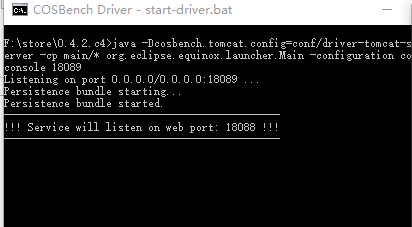 COSBench Driver - start-driver.bat
F:\store\0.4.2.c4>java -Dcosbench.tomcat.config=conf/driver-tomcat-s
erver -cp main/* org.eclipse.equinox.launcher.Main -configuration co
console 18089
Listening on port 0.0.0.0/0.0.0.0:18089 ...
Persistence bundle starting...
Persistence bundle started.
!!! Service will listen on web port: 18088 !!!